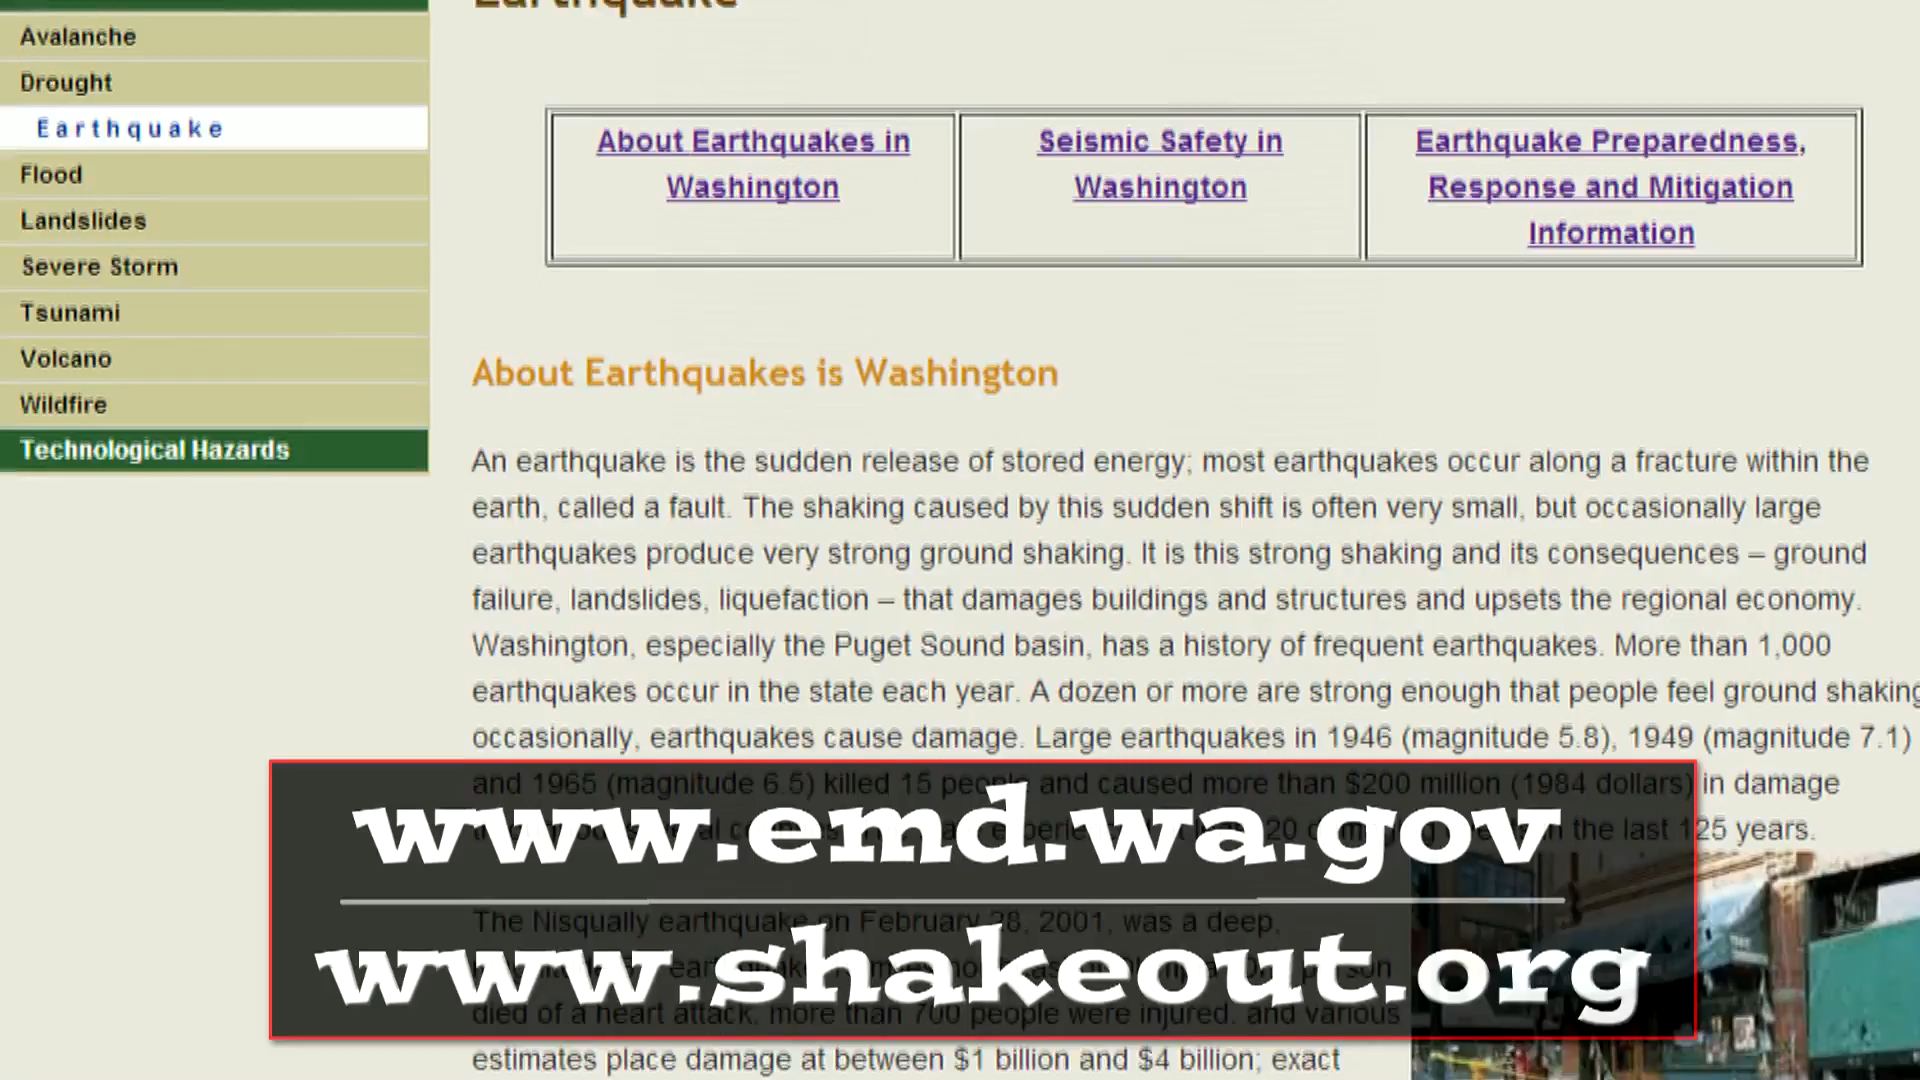 Earthquake
Avalanche
Drought
Earthquake
Flood
Landslides
Severe Storm
Tsunami
Volcano
Wildfire
Technological Hazards
About Earthquakes in
Washington
Seismic Safety in
Washington
Earthquake Preparedness,
Response and Mitigation
Information
About Earthquakes is Washington
An earthquake is the sudden release of stored energy; most earthquakes occur along a fracture within the
earth, called a fault. The shaking caused by this sudden shift is often very small, but occasionally large
earthquakes produce very strong ground shaking. It is this strong shaking and its consequences – ground
failure, landslides, liquefaction – that damages buildings and structures and upsets the regional economy.
Washington, especially the Puget Sound basin, has a history of frequent earthquakes. More than 1,000
earthquakes occur in the state each year. A dozen or more are strong enough that people feel ground shaking
occasionally, earthquakes cause damage. Large earthquakes in 1946 (magnitude 5.8), 1949 (magnitude 7.1)
and 1965 (magnitude 6.5) killed 15 people and caused more than $200 million (1984 dollars) in damage
the last 125 years.
The Nisqually earthquake on February 28, 2001, was a deep,
died of a heart attack, more than 700 people were injured, and various
estimates place damage at between $1 billion and $4 billion; exact
www.emd.wa.gov
www.shakeout.org